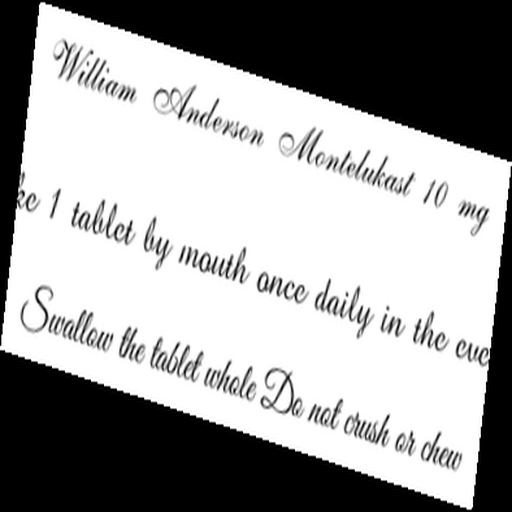 William Anderson Montelukast 10 mg
ke 1 tablet by mouth once daily in the eve
Swallow the tablet whole Do not crush or chew